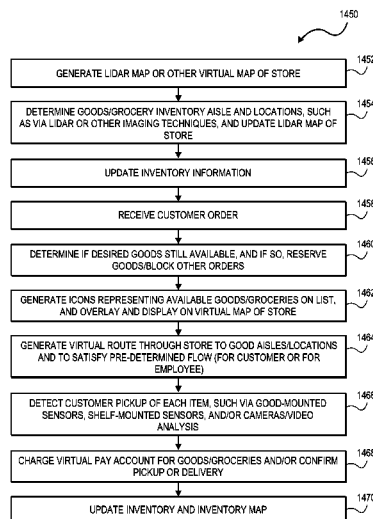 1450
GENERATE LIDAR MAP OR OTHER VIRTUAL MAP OF STORE
1452
DETERMINE GOODS/GROCERY INVENTORY AISLE AND LOCATIONS, SUCH
AS VIA LIDAR OR OTHER IMAGING TECHNIQUES, AND UPDATE LIDAR MAP OF
STORE
1454
UPDATE INVENTORY INFORMATION
1456
RECEIVE CUSTOMER ORDER
1458
DETERMINE IF DESIRED GOODS STILL AVAILABLE, AND IF SO, RESERVE
GOODS/BLOCK OTHER ORDERS
1460
GENERATE ICONS REPRESENTING AVAILABLE GOODS/GROCERIES ON LIST,
AND OVERLAY AND DISPLAY ON VIRTUAL MAP OF STORE
1462
GENERATE VIRTUAL ROUTE THROUGH STORE TO GOOD AISLES/LOCATIONS
AND TO SATISFY PRE-DETERMINED FLOW (FOR CUSTOMER OR FOR
EMPLOYEE)
1464
DETECT CUSTOMER PICKUP OF EACH ITEM, SUCH VIA GOOD-MOUNTED
SENSORS, SHELF-MOUNTED SENSORS, AND/OR CAMERAS/VIDEO
ANALYSIS
1466
CHARGE VIRTUAL PAY ACCOUNT FOR GOODS/GROCERIES AND/OR CONFIRM
PICKUP OR DELIVERY
1468
UPDATE INVENTORY AND INVENTORY MAP
1470